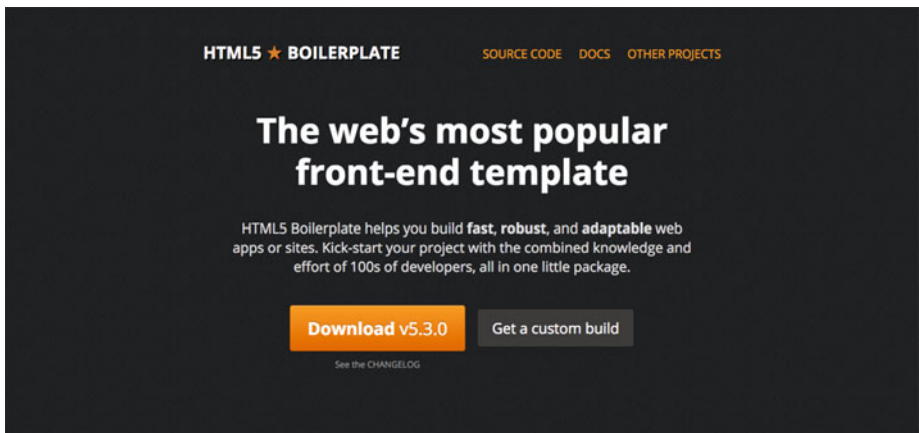 HTML5 ★ BOILERPLATE
SOURCE CODE DOCS OTHER PROJECTS
The web's most popular
front-end template
HTML5 Boilerplate helps you build fast, robust, and adaptable web
apps or sites. Kick-start your project with the combined knowledge and
effort of 100s of developers, all in one little package.
Download v5.3.0
Get a custom build
See the CHANGELOG